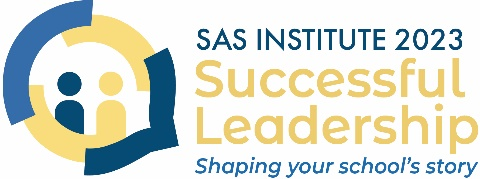 SAS INSTITUTE 2023
Successful
Leadership
Shaping your school's story